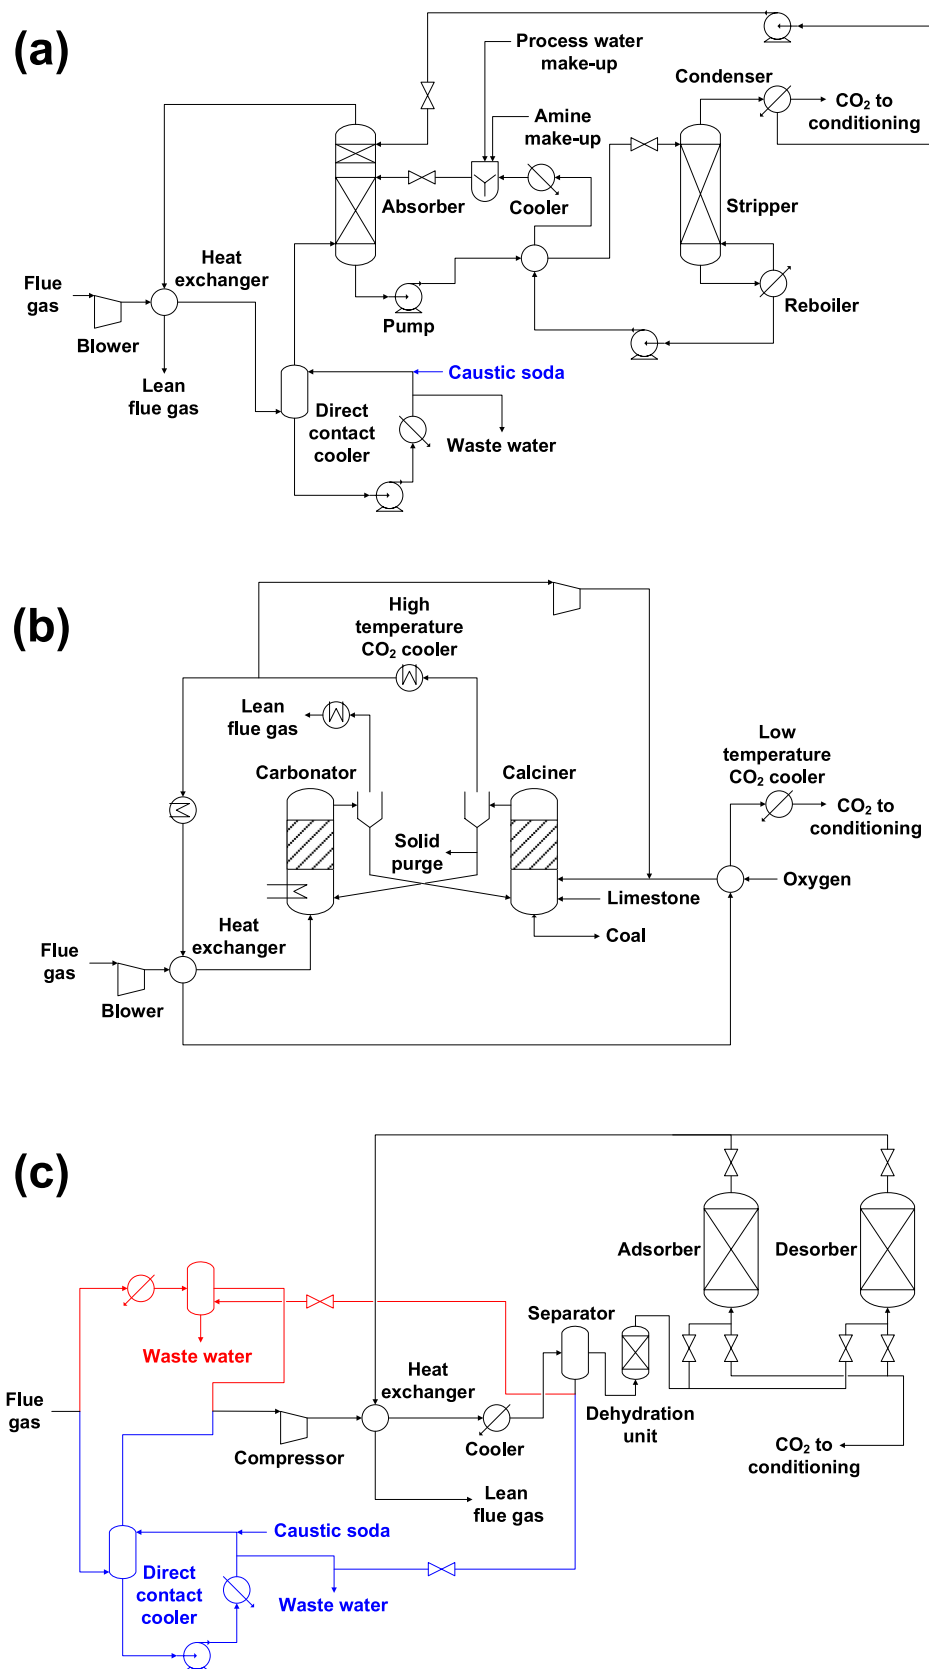 (a)
Process water
make-up
Condenser
CO₂ to
conditioning
Amine
make-up
Absorber
Cooler
Stripper
Heat
exchanger
Flue
gas
Blower
Pump
Reboiler
Lean
flue gas
Caustic soda
Direct
contact
cooler
Waste water
(b)
High
temperature
CO₂ cooler
Lean
flue gas
Low
temperature
CO₂ cooler
Carbonator
Calciner
CO₂ to
conditioning
Solid
purge
Oxygen
Limestone
Heat
exchanger
Coal
Flue
gas
Blower
(c)
Adsorber
Desorber
Separator
Waste water
Heat
exchanger
Flue
gas
Dehydration
unit
Compressor
Cooler
CO₂ to
conditioning
Lean
flue gas
Caustic soda
Direct
contact
cooler
Waste water